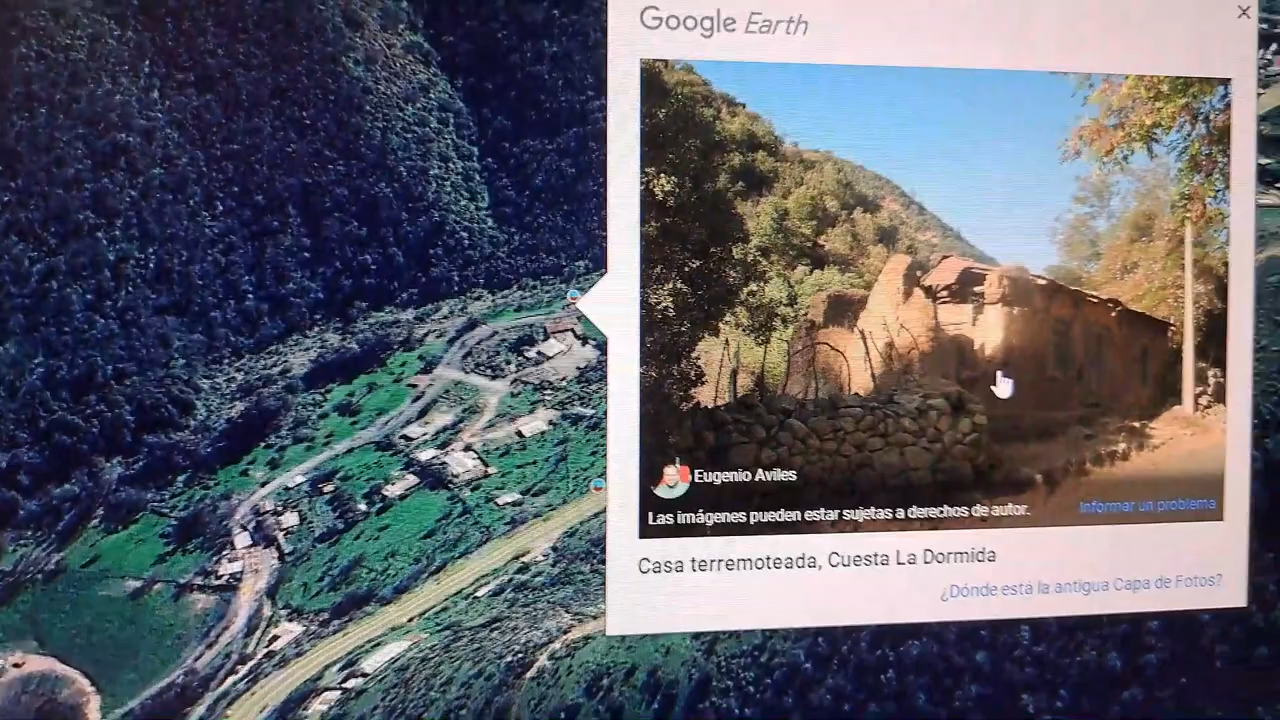 Google Earth
Eugenio Aviles
Las imágenes pueden estar sujetas a derechos de autor.
Informar un problema
Casa terremoteada, Cuesta La Dormida
¿Dónde está la antigua Capa de Fotos?